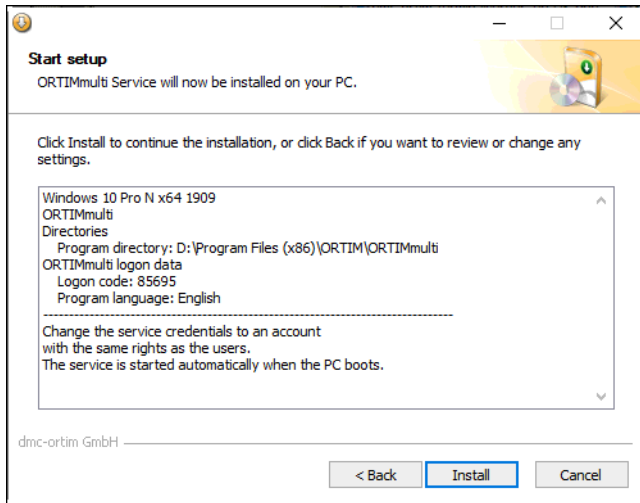 Start setup
ORTIMmulti Service will now be installed on your PC.
Click Install to continue the installation, or click Back if you want to review or change any
settings.
Windows 10 Pro N x64 1909
ORTIMmulti
Directories
Program directory: D:\Program Files (x86)\ORTIM\ORTIMmulti
ORTIMmulti logon data
Logon code: 85695
Program language: English
--------------------------------------------------------------------------------
Change the service credentials to an account
with the same rights as the users.
The service is started automatically when the PC boots.
dmc-ortim GmbH
< Back Install Cancel